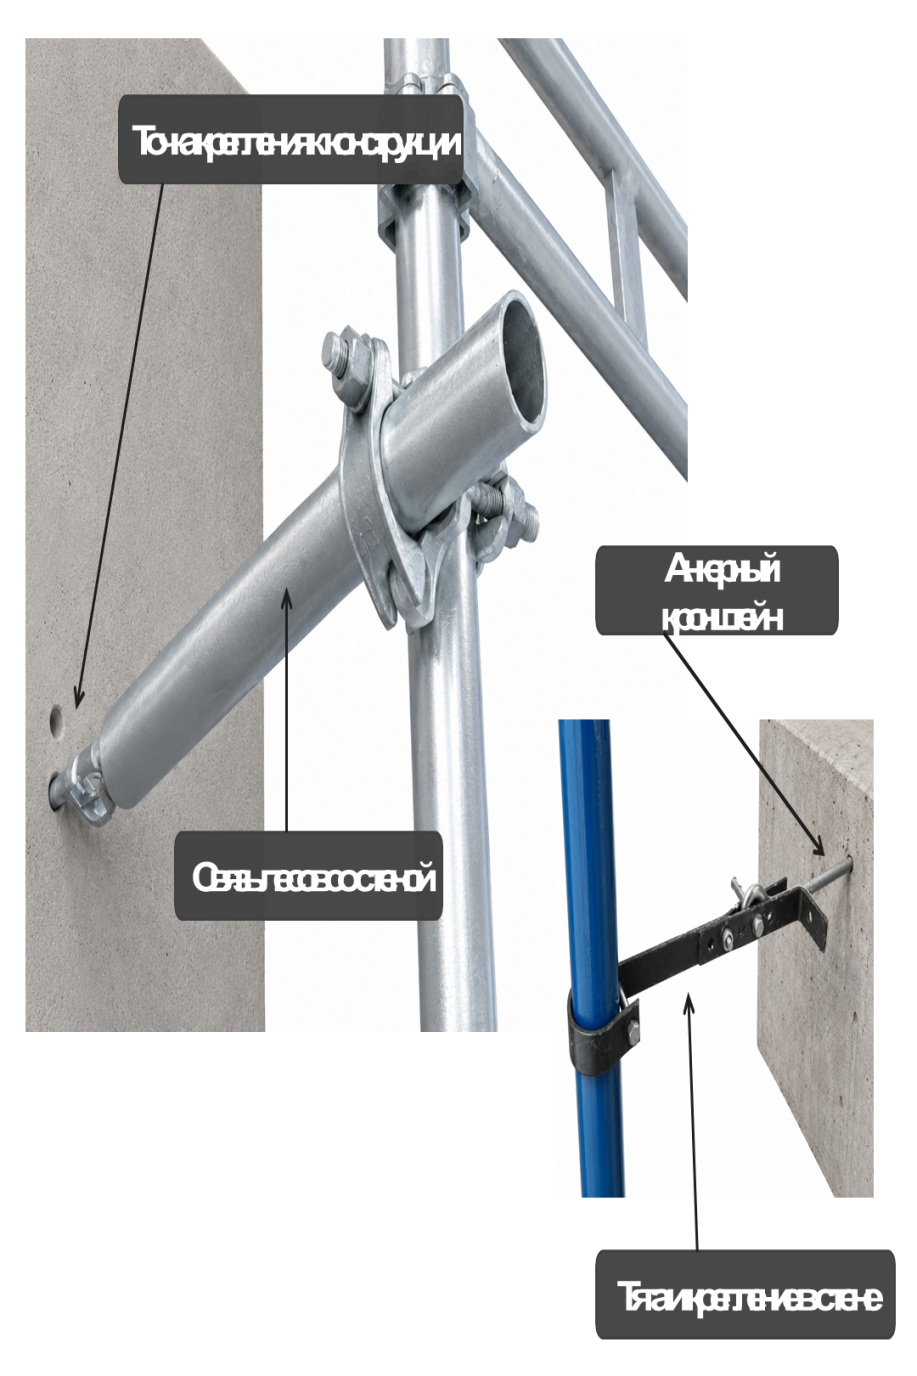 Точка крепления к конструкции
Анкерный
кронштейн
Связь лесов со стеной
Тяга и крепление в стене